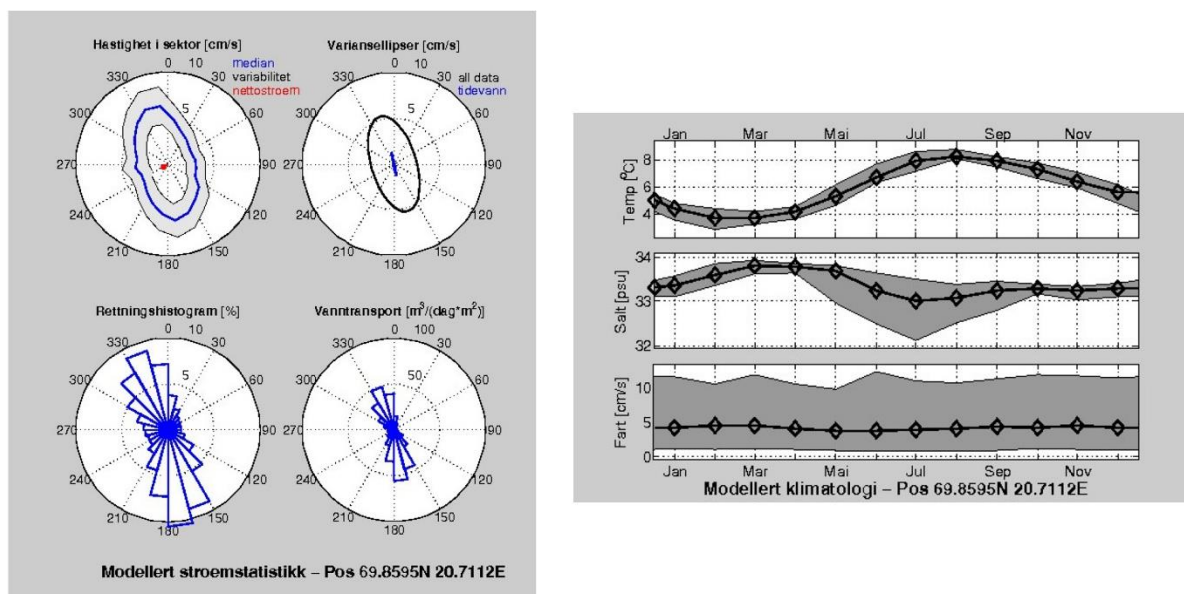 Hastighet i sektor [cm/s]
0 10
330 30
median
variabilitet
nettostroem
300 60
5
270 90
240 120
210 150
180
Variansellipser [cm/s]
0 10
330 30
all data
tidevann
300 60
5
270 90
240 120
210 150
180
Rettningshistogram [%]
0 10
330 30
300 60
5
270 90
240 120
210 150
180
Vanntransport [m³/(dag*m²)]
0 100
330 30
300 60
50
270 90
240 120
210 150
180
Modellert stroemstatistikk – Pos 69.8595N 20.7112E
Jan Mar Mai Jul Sep Nov
Temp [⁰C]
8
6
4
Salt [psu]
34
33
32
Fart [cm/s]
10
5
0
Jan Mar Mai Jul Sep Nov
Modellert klimatologi – Pos 69.8595N 20.7112E